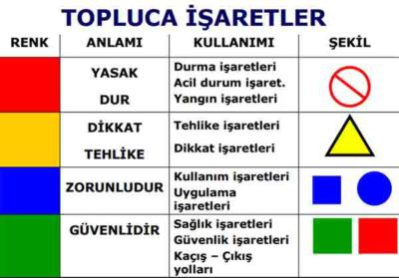 TOPLUCA İŞARETLER
RENK ANLAMI KULLANIMI ŞEKİL
YASAK
DUR
Durma işaretleri
Acil durum işaret.
Yangın işaretleri
DİKKAT
TEHLİKE
Tehlike işaretleri
Dikkat işaretleri
ZORUNLUDUR
Kullanım işaretleri
Uygulama
işaretleri
GÜVENLİDİR
Sağlık işaretleri
Güvenlik işaretleri
Kaçış – Çıkış
yolları